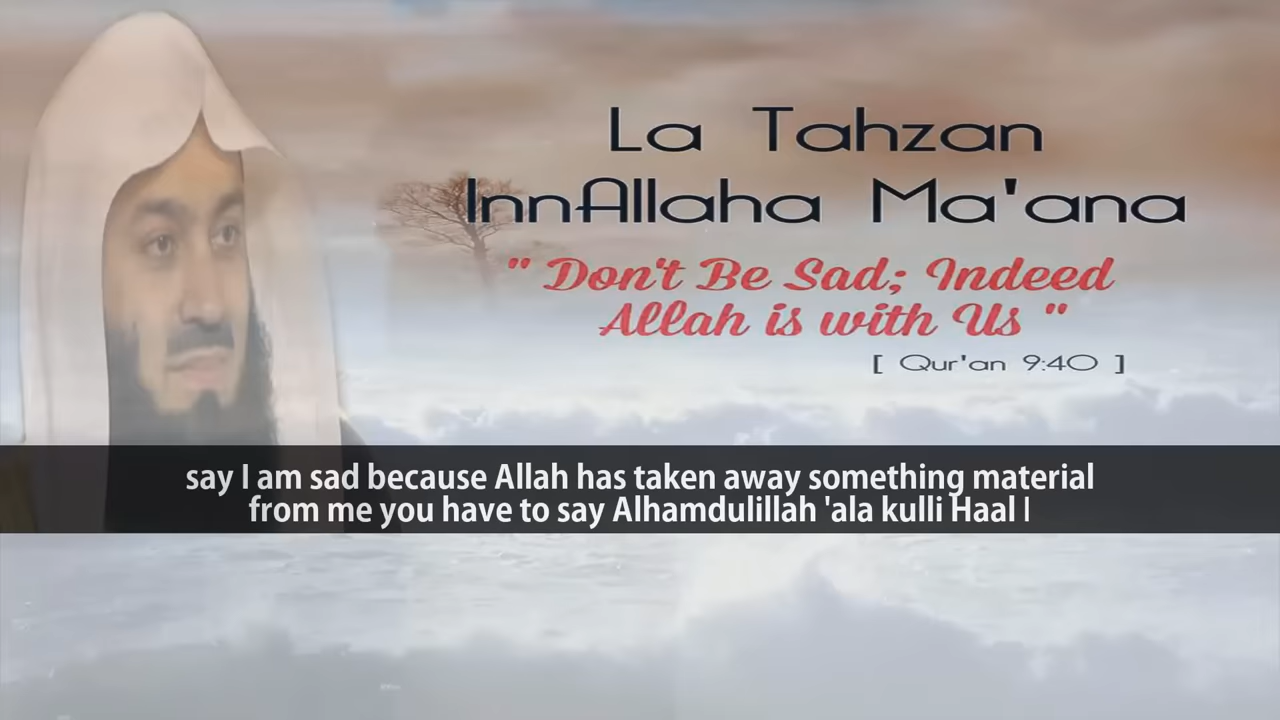 La Tahzan
InnAllaha Ma'ana
" Don't Be Sad; Indeed
Allah is with Us "
[ Qur'an 9:40 ]
say I am sad because Allah has taken away something material
from me you have to say Alhamdulillah 'ala kulli Haal I